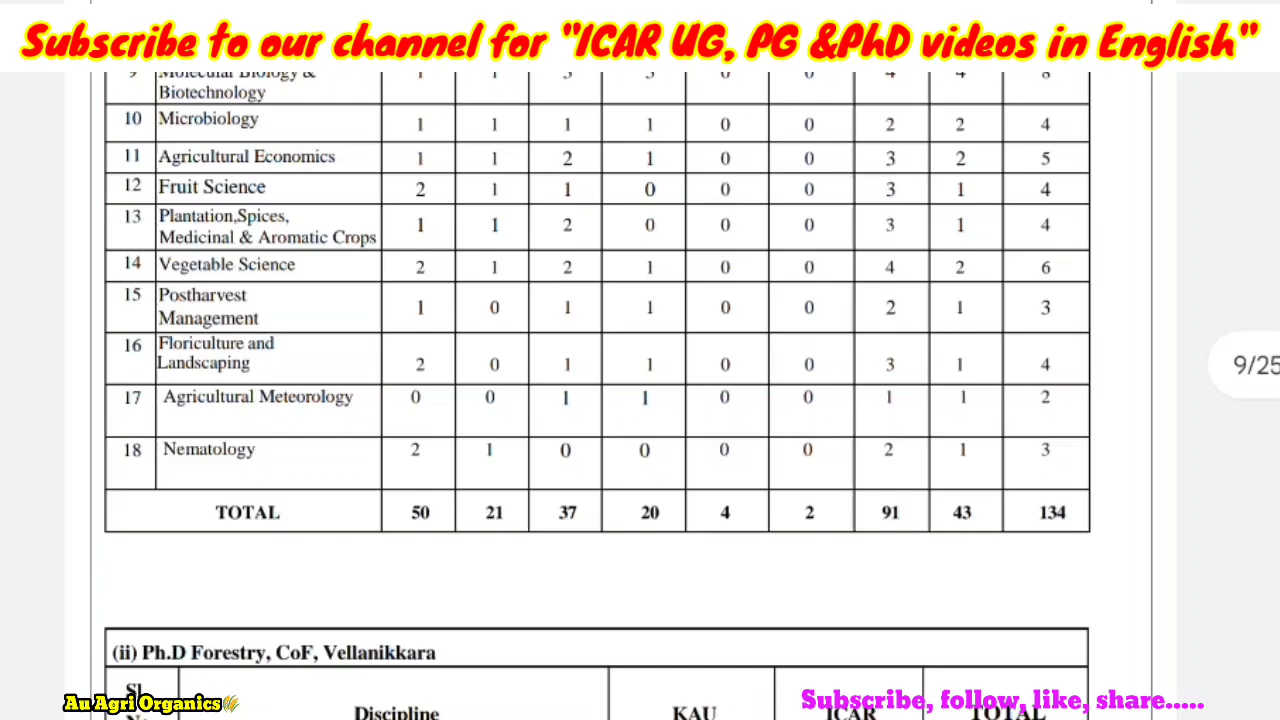 Subscribe to our channel for "ICAR UG, PG &PhD videos in English"
9 Molecular Biology &
Biotechnology
10 Microbiology 1 1 1 1 0 0 2 2 4
11 Agricultural Economics 1 1 2 1 0 0 3 2 5
12 Fruit Science 2 1 1 0 0 0 3 1 4
13 Plantation,Spices,
Medicinal & Aromatic Crops 1 1 2 0 0 0 3 1 4
14 Vegetable Science 2 1 2 1 0 0 4 2 6
15 Postharvest
Management 1 0 1 1 0 0 2 1 3
16 Floriculture and
Landscaping 2 0 1 1 0 0 3 1 4
17 Agricultural Meteorology 0 0 1 1 0 0 1 1 2
18 Nematology 2 1 0 0 0 0 2 1 3
TOTAL 50 21 37 20 4 2 91 43 134
9/25
(ii) Ph.D Forestry, CoF, Vellanikkara
Sl
Discipline KAU ICAR TOTAL
Au Agri Organics
Subscribe, follow, like, share.....